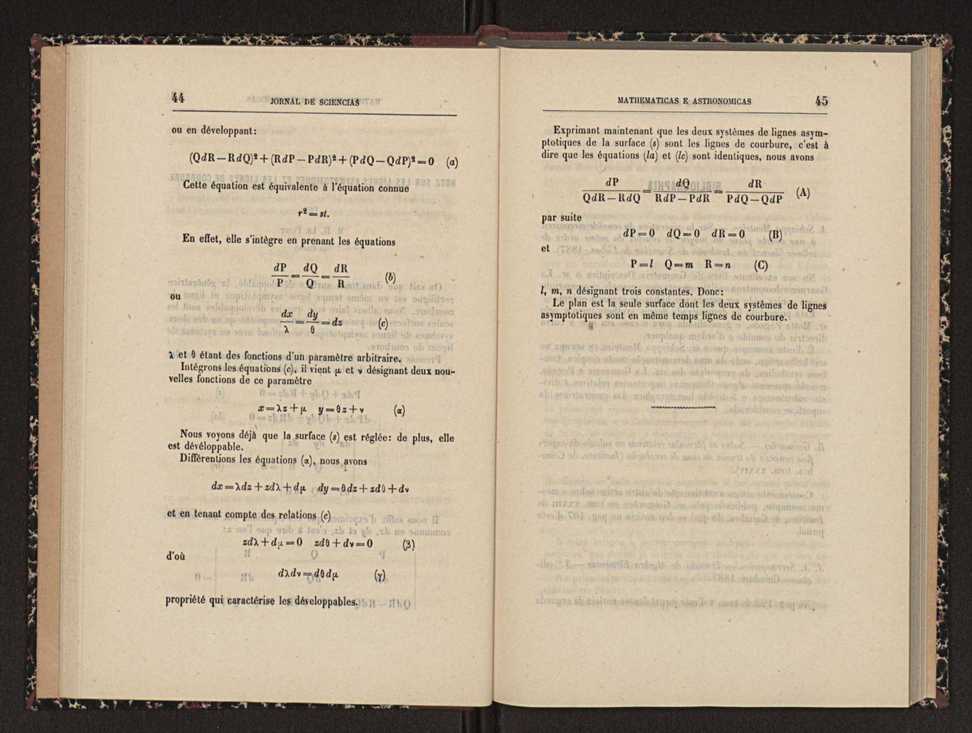 44 JORNAL DE SCIENCIAS
ou en développant:
(QdR — RdQ)² + (RdP — PdR)² + (PdQ — QdP)² = 0 (a)
Cette équation est équivalente à l'équation connue
r² = st.
En effet, elle s'intègre en prenant les équations
dP/P = dQ/Q = dR/R (b)
ou
dx/λ = dy/θ = dz (c)
λ et θ étant des fonctions d'un paramétre arbitraire.
Intégrons les équations (c), il vient μ et ν désignant deux nou-
velles fonctions de ce paramétre
x = λz + μ y = θz + ν (α)
Nous voyons déjà que la surface (s) est réglée: de plus, elle
est dévéloppable.
Differentions les équations (α), nous avons
dx = λdz + zdλ + dμ dy = θdz + zdθ + dν
et en tenant compte des relations (c)
zdλ + dμ = 0 zdθ + dν = 0 (β)
d'où
dλdν = dθdμ (γ)
propriété qui caractérise les développables.
MATHEMATICAS E ASTRONOMICAS 45
Exprimant maintenant que les deux systèmes de lignes asym-
ptotiques de la surface (s) sont les lignes de courbure, c'est à
dire que les équations (la) et (lc) sont identiques, nous avons
dP/(QdR — RdQ) = dQ/(RdP — PdR) = dR/(PdQ — QdP) (A)
par suite
dP = 0 dQ = 0 dR = 0 (B)
et
P = l Q = m R = n (C)
l, m, n désignant trois constantes. Donc:
Le plan est la seule surface dont les deux systèmes de lignes
asymptotiques sont en même temps lignes de courbure.